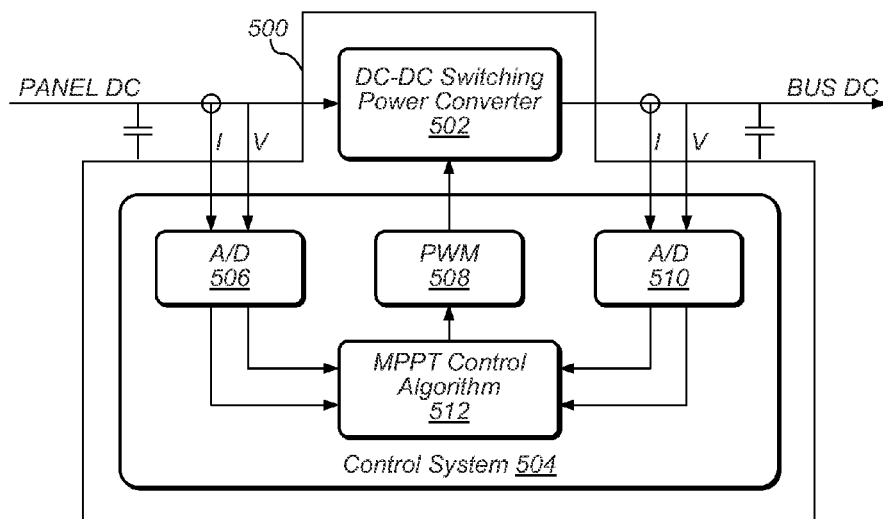 500
PANEL DC
DC-DC Switching
Power Converter
502
BUS DC
I
V
I
V
A/D
506
PWM
508
A/D
510
MPPT Control
Algorithm
512
Control System 504